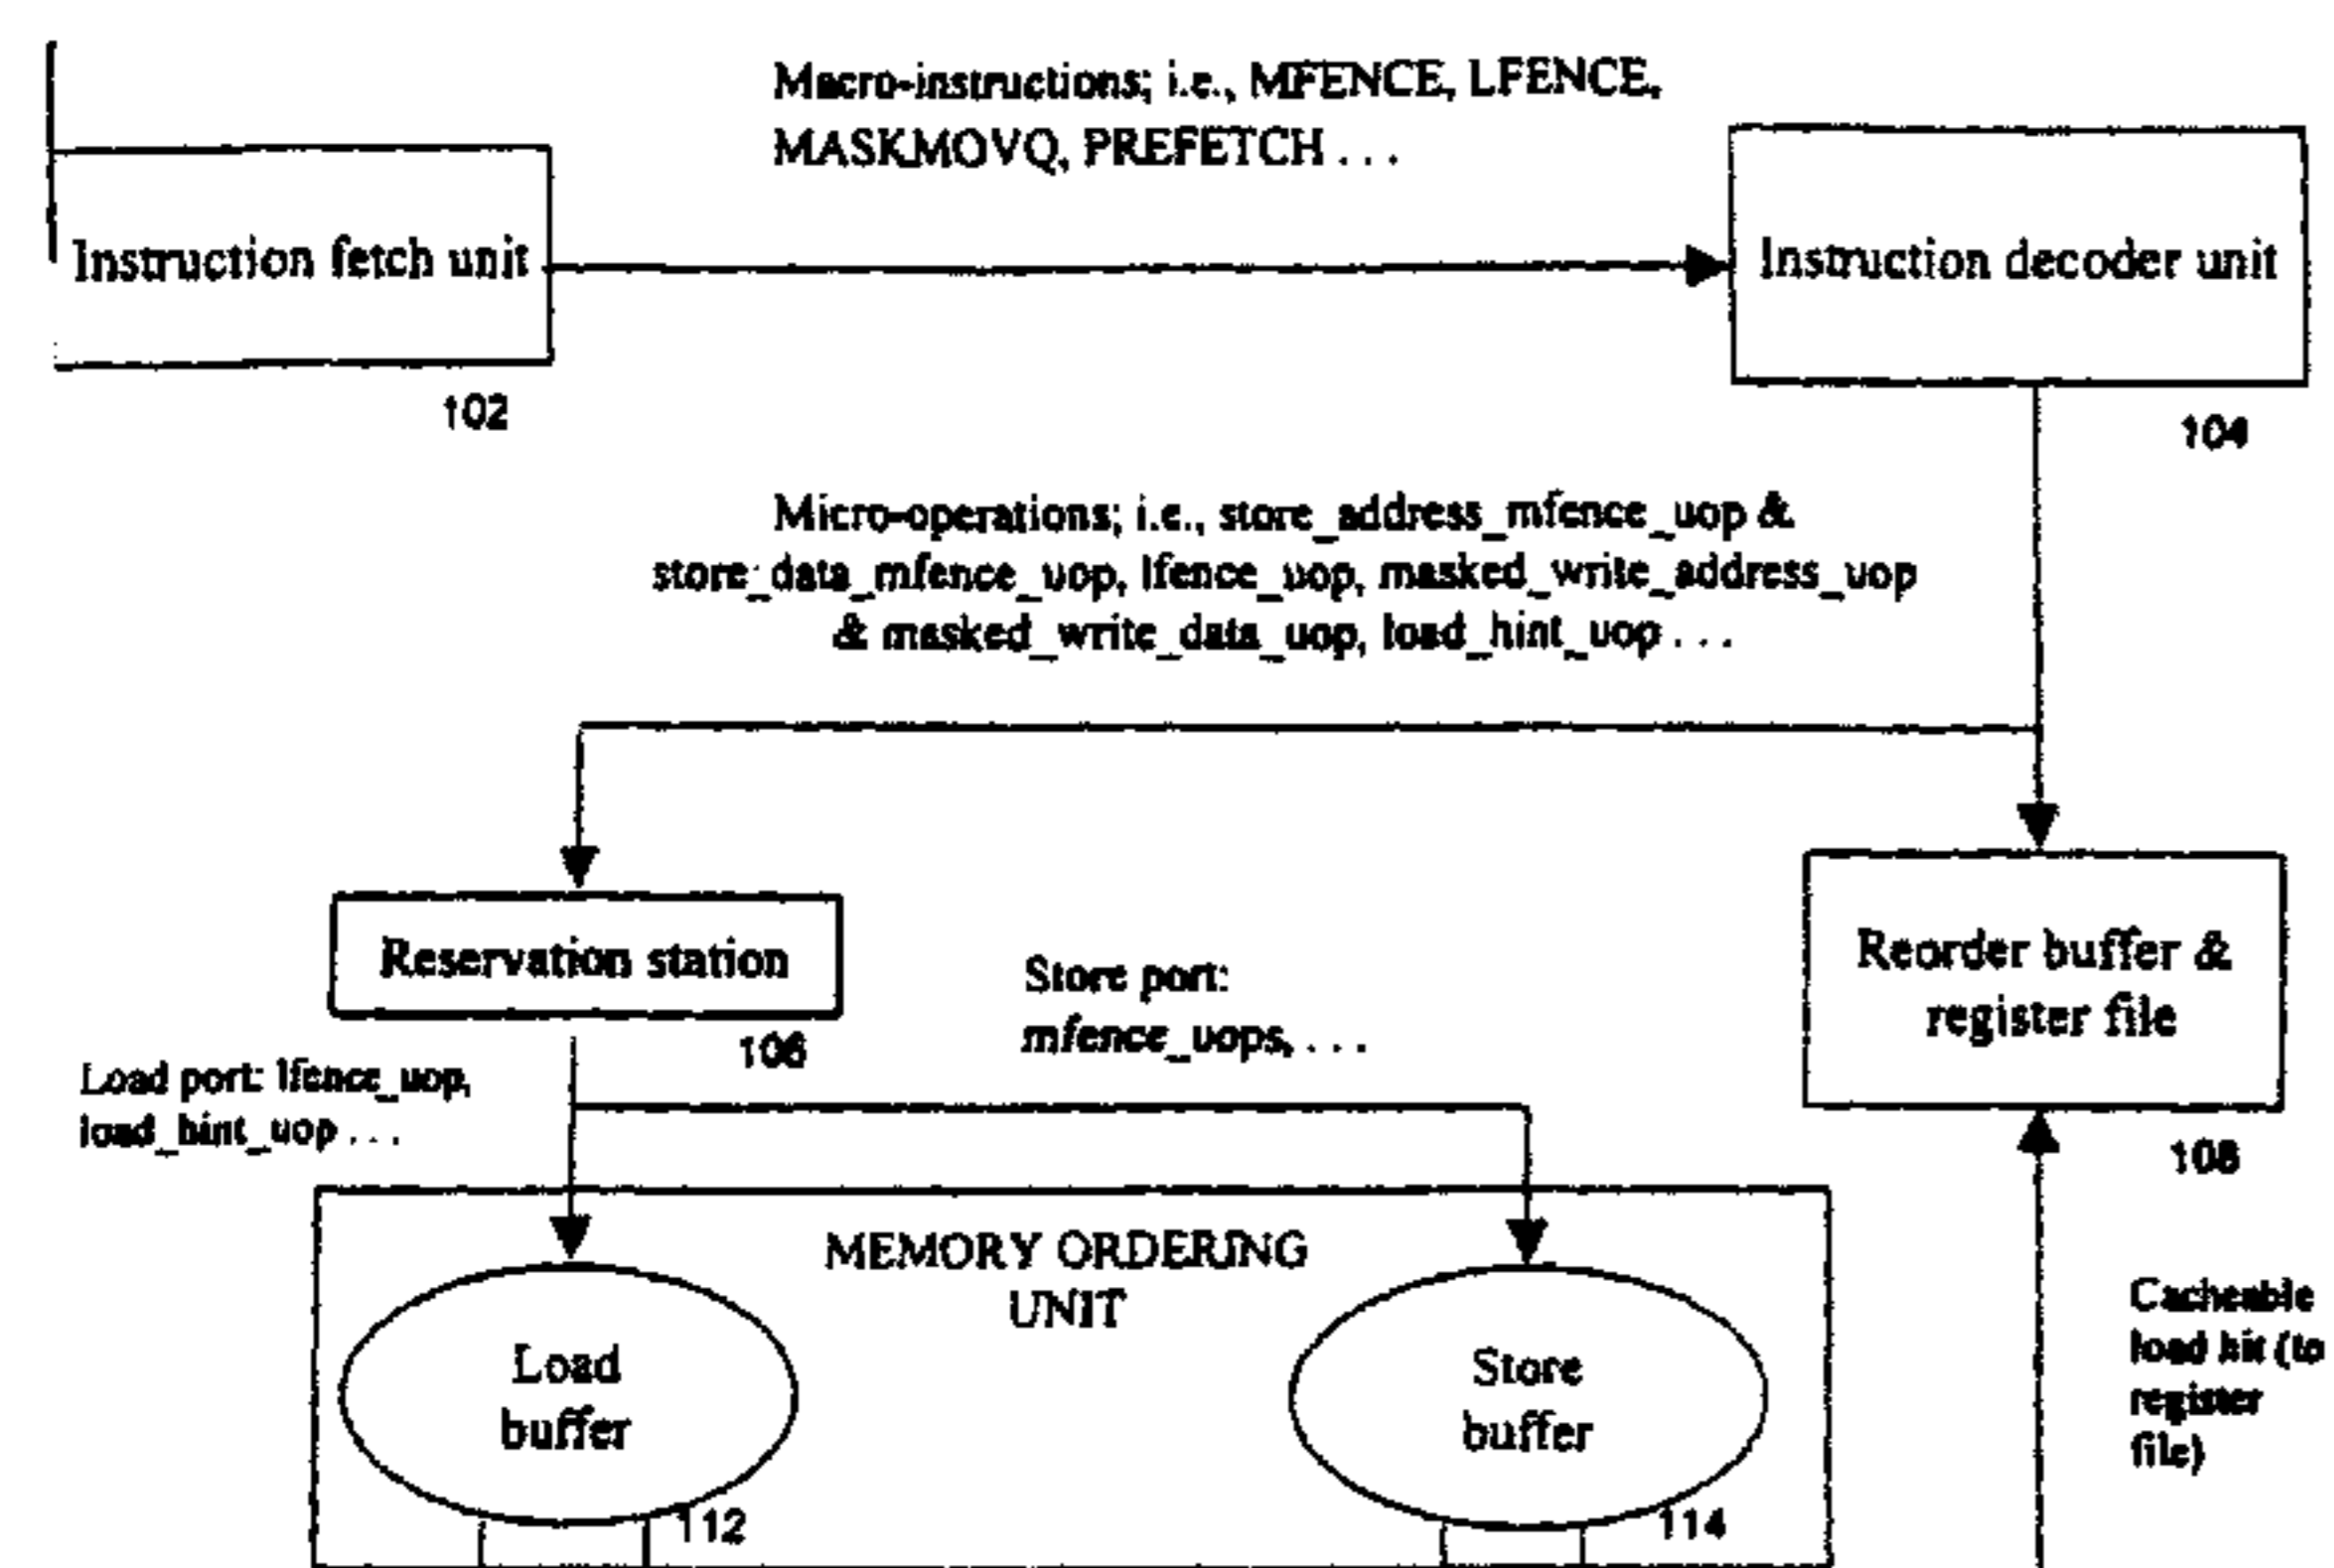 Macro-instructions; i.e., MFENCE, LFENCE,
MASKMOVQ, PREFETCH . . .
Instruction fetch unit
Instruction decoder unit
102
104
Micro-operations; i.e., store_address_mfence_uop &
store_data_mfence_uop, lfence_uop, masked_write_address_uop
& masked_write_data_uop, load_hint_uop . . .
Reservation station
106
Store port:
mfence_uops, . . .
Reorder buffer &
register file
108
Load port: lfence_uop,
load_hint_uop . . .
MEMORY ORDERING
UNIT
Load
buffer
112
Store
buffer
114
Cacheable
load hit (to
register
file)